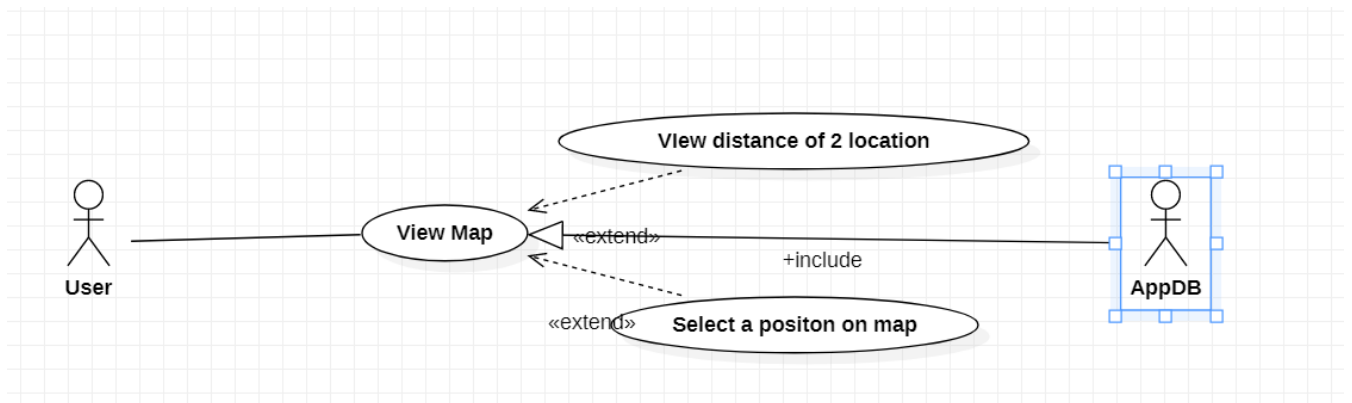 VIew distance of 2 location
View Map
«extend»
+include
User
AppDB
«extend»
Select a positon on map